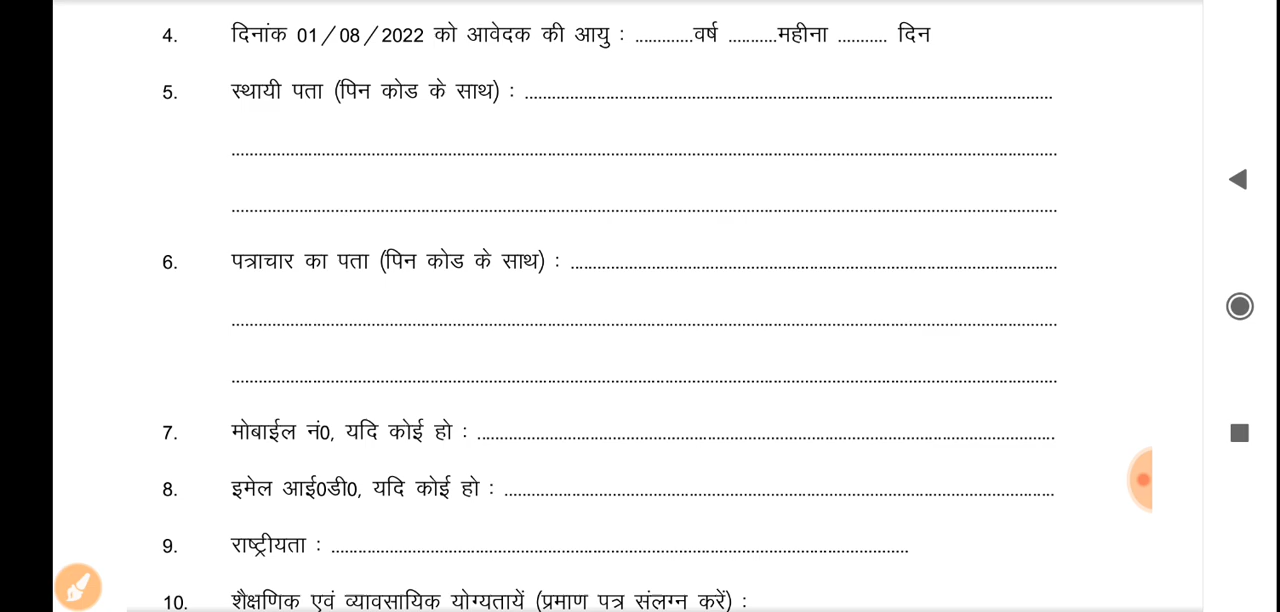 4. दिनांक 01/08/2022 को आवेदक की आयु : .............वर्ष ...........महीना ........... दिन
5. स्थायी पता (पिन कोड के साथ) : ....................................................................................
....................................................................................
....................................................................................
6. पत्राचार का पता (पिन कोड के साथ) : ....................................................................................
....................................................................................
....................................................................................
7. मोबाईल नं0, यदि कोई हो : ....................................................................................
8. इमेल आई0डी0, यदि कोई हो : ....................................................................................
9. राष्ट्रीयता : ....................................................................................
10. शैक्षणिक एवं व्यावसायिक योग्यतायें (प्रमाण पत्र संलग्न करें) :